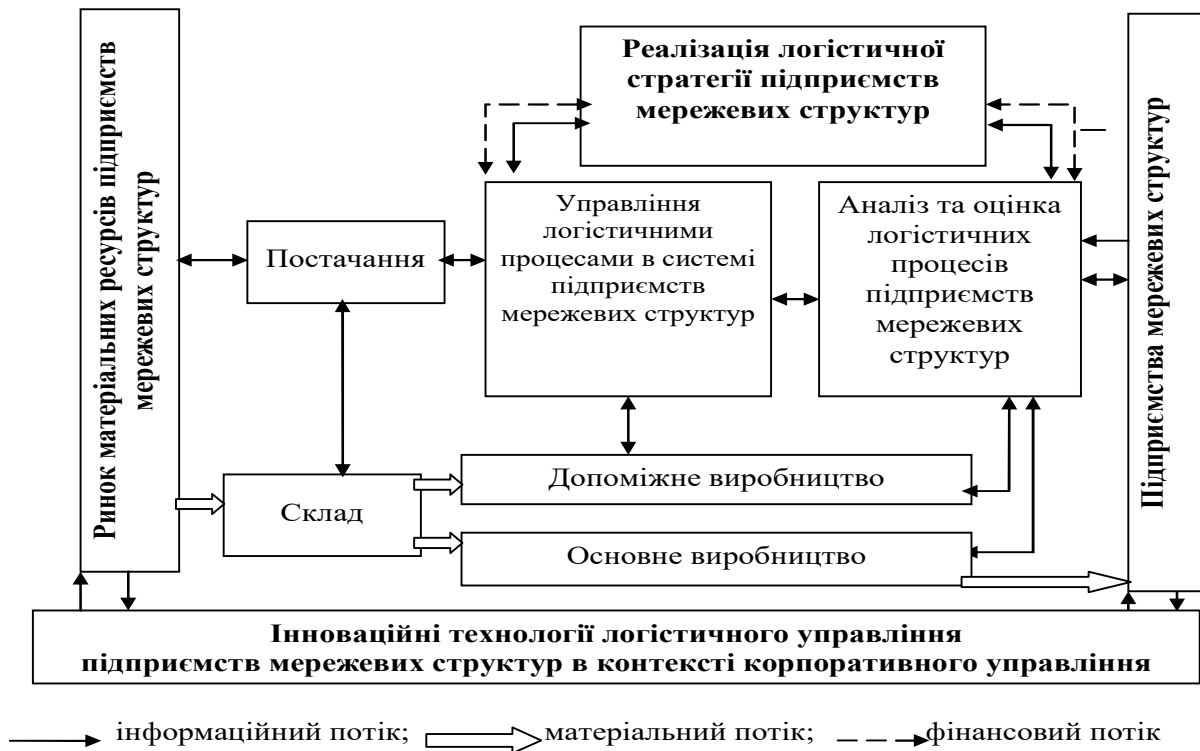 Ринок матеріальних ресурсів підприємств
мережевих структур
Реалізація логістичної
стратегії підприємств
мережевих структур
Постачання
Управління
логістичними
процесами в системі
підприємств
мережевих структур
Аналіз та оцінка
логістичних
процесів
підприємств
мережевих
структур
Підприємства мережевих структур
Склад
Допоміжне виробництво
Основне виробництво
Інноваційні технології логістичного управління
підприємств мережевих структур в контексті корпоративного управління
інформаційний потік; матеріальний потік; фінансовий потік